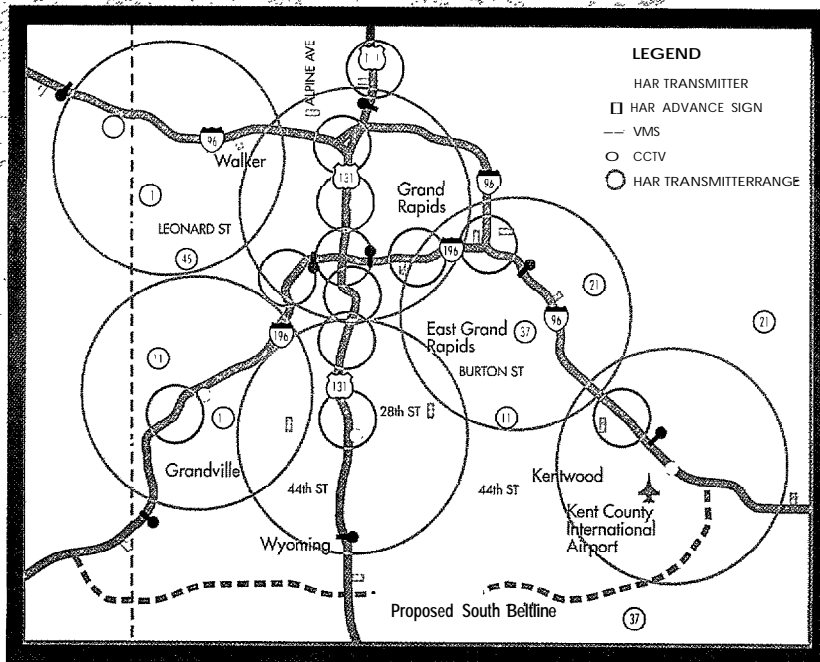 LEGEND
HAR TRANSMITTER
HAR ADVANCE SIGN
VMS
CCTV
HAR TRANSMITTERRANGE
ALPINE AVE
96
Walker
131
Grand
Rapids
96
1
LEONARD ST
45
196
21
96
21
196
East Grand
Rapids
37
BURTON ST
11
131
28th ST
1
11
Grandville
44th ST
44th ST
Kentwood
Kent County
International
Airport
Wyoming
Proposed South Beltline
37